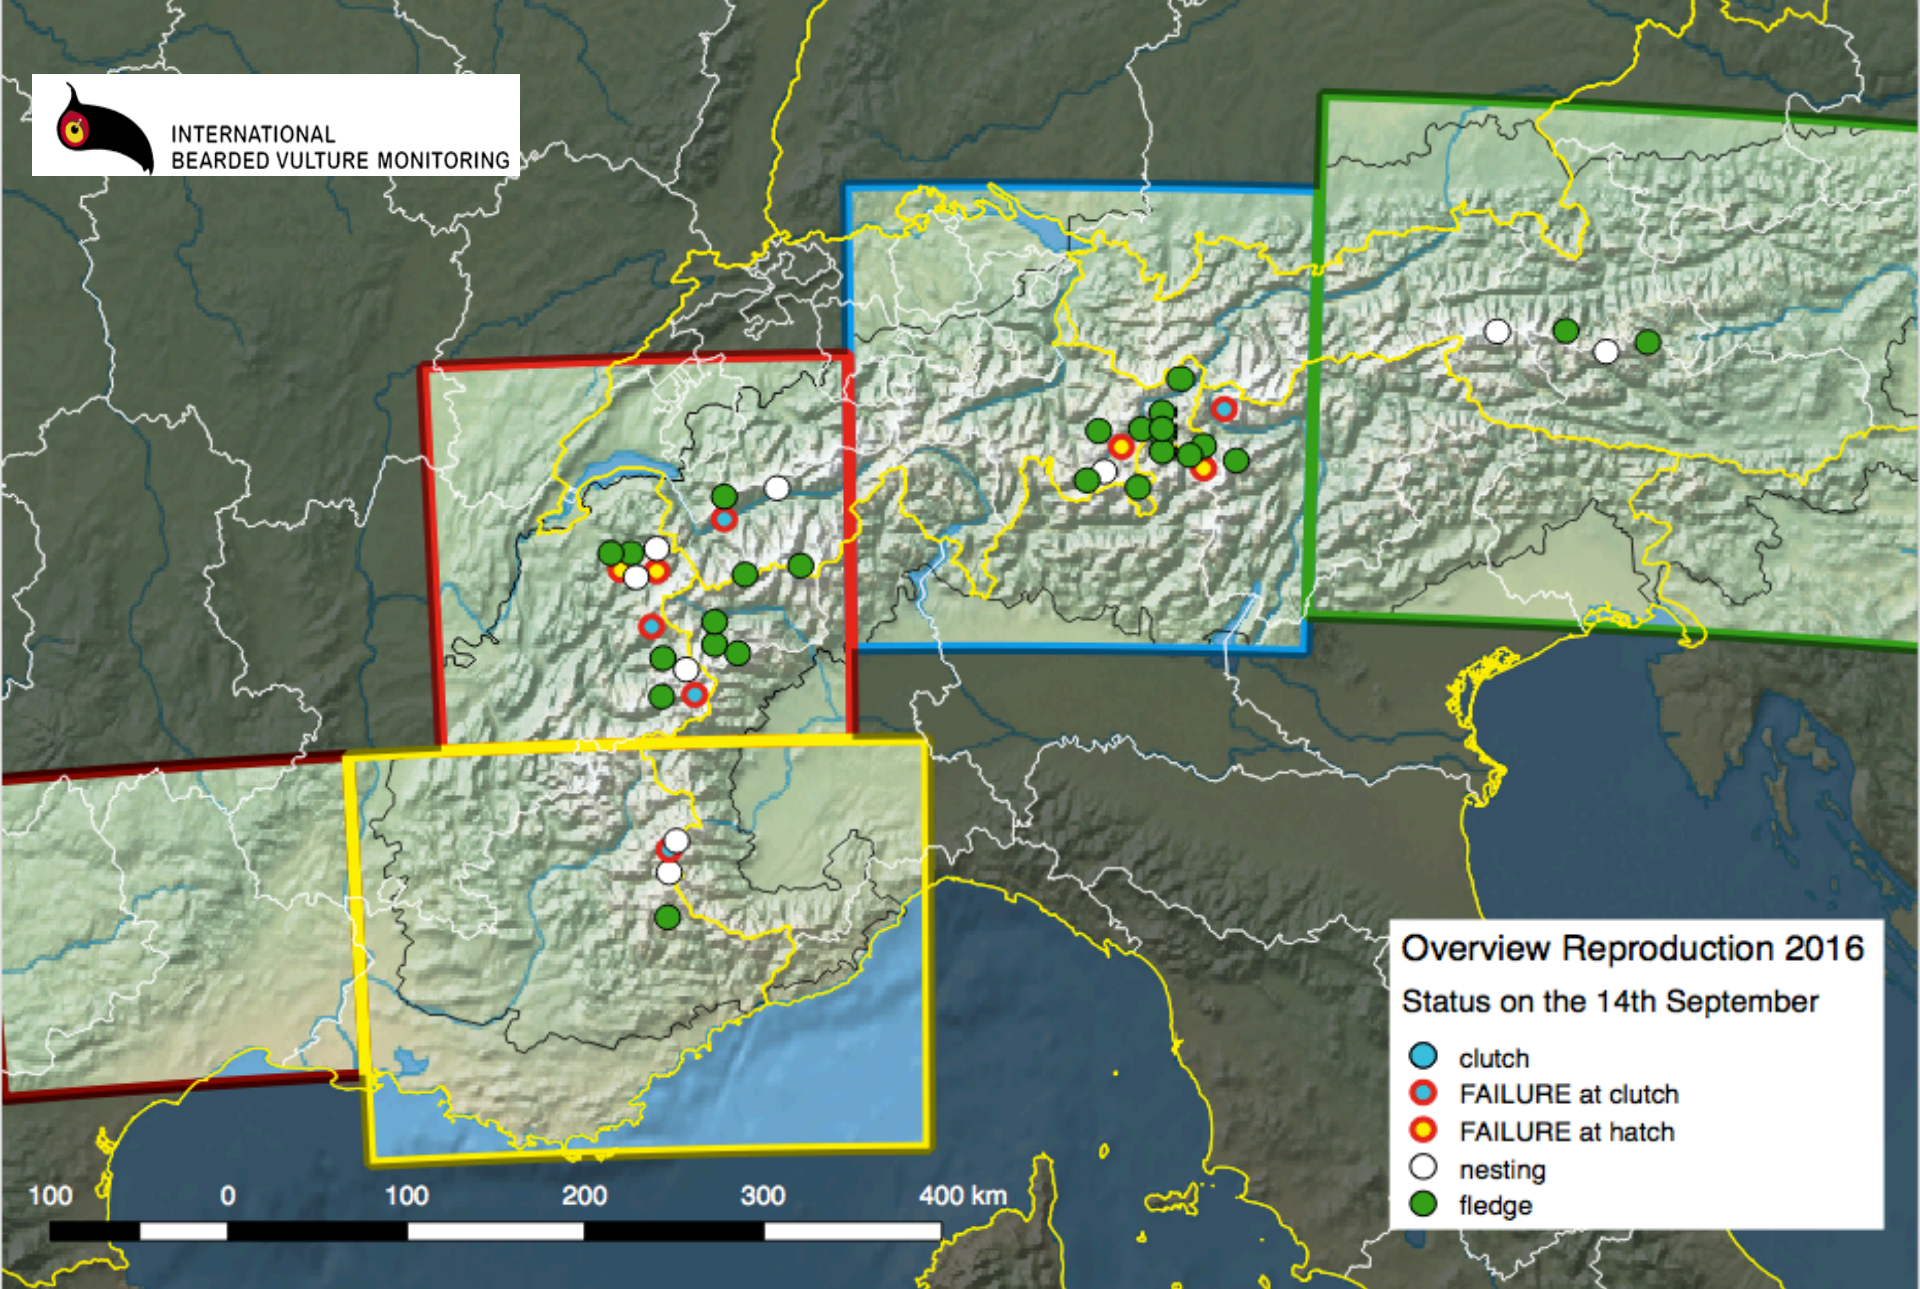 INTERNATIONAL
BEARDED VULTURE MONITORING
Overview Reproduction 2016
Status on the 14th September
clutch
FAILURE at clutch
FAILURE at hatch
nesting
fledge
100 0 100 200 300 400 km